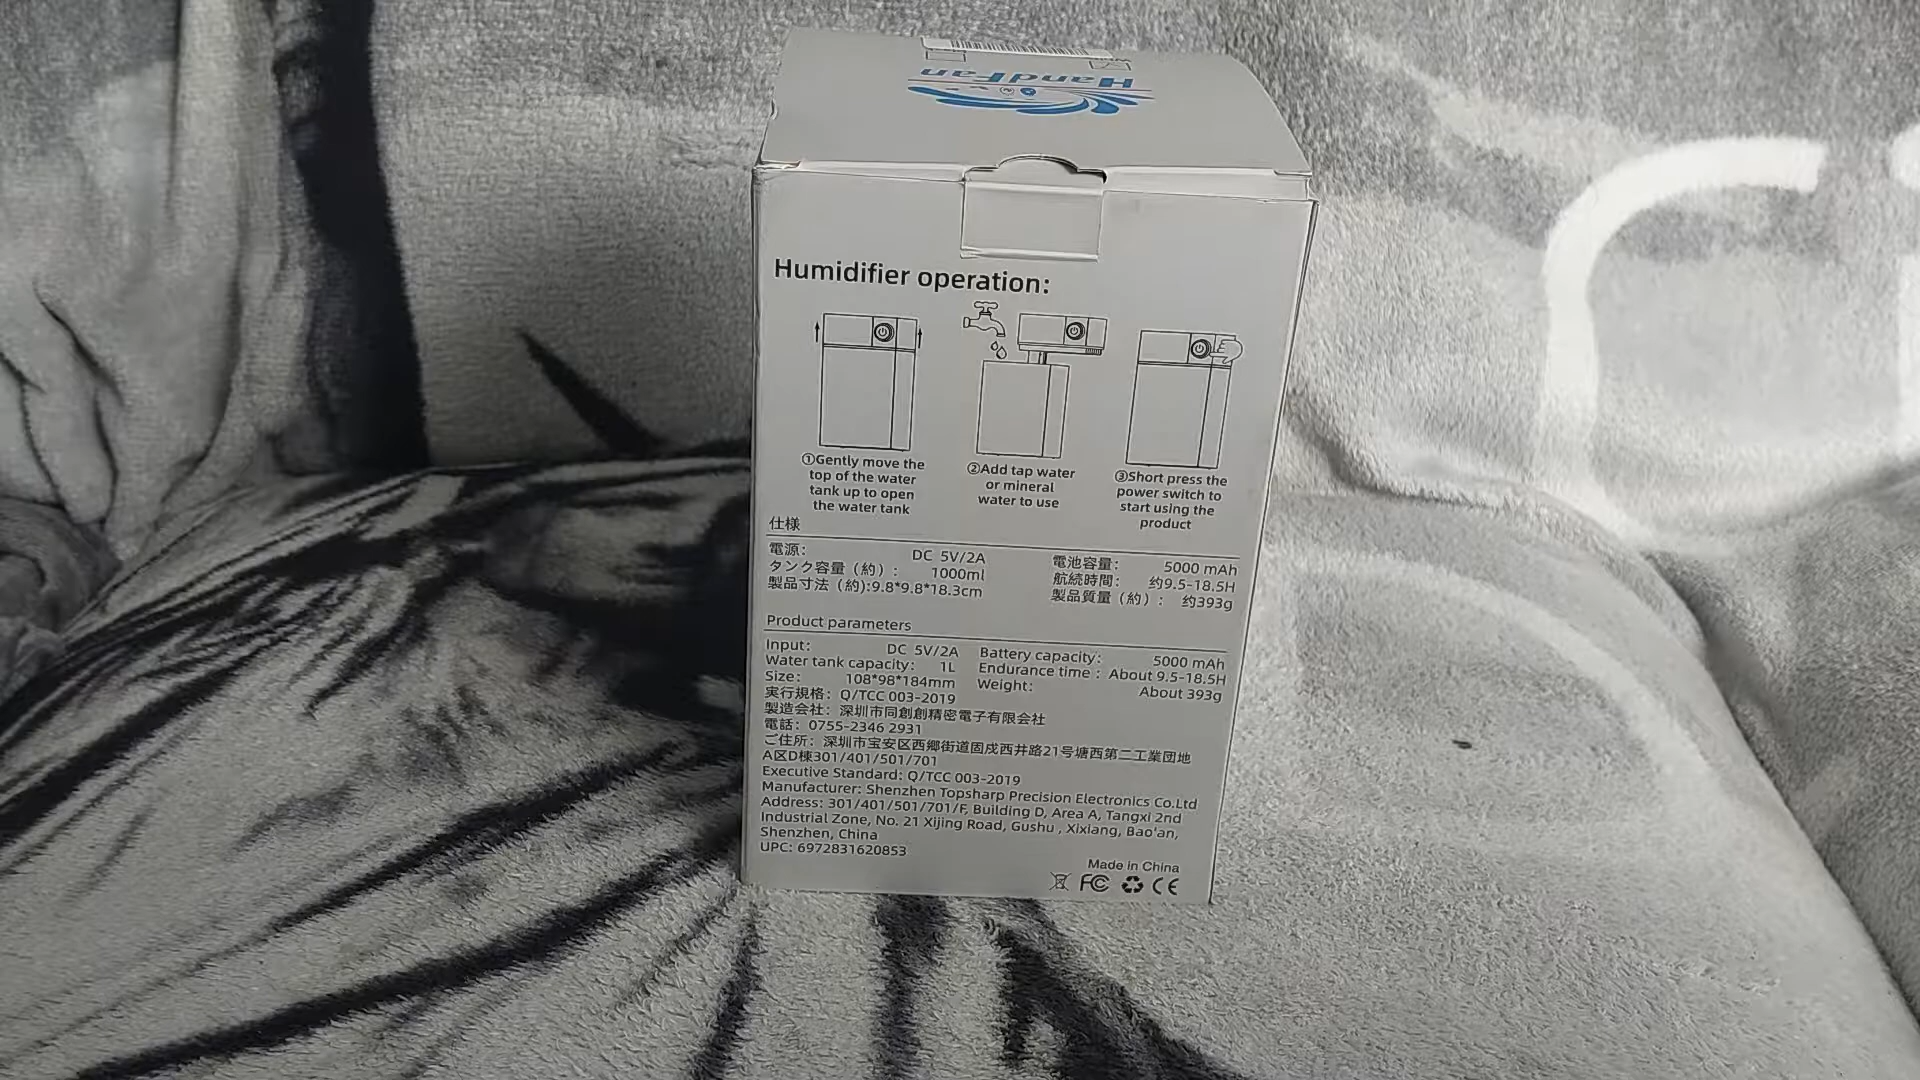 HandFan
Humidifier operation:
①Gently move the
top of the water
tank up to open
the water tank
②Add tap water
or mineral
water to use
③Short press the
power switch to
start using the
product
仕様
電源: DC 5V/2A 電池容量: 5000 mAh
タンク容量（約）: 1000ml 航続時間: 约9.5-18.5H
製品寸法（約）:9.8*9.8*18.3cm 製品質量（約）: 约393g
Product parameters
Input: DC 5V/2A Battery capacity: 5000 mAh
Water tank capacity: 1L Endurance time : About 9.5-18.5H
Size: 108*98*184mm Weight: About 393g
実行規格: Q/TCC 003-2019
製造会社: 深圳市同創創精密電子有限会社
電話: 0755-2346 2931
ご住所: 深圳市宝安区西郷街道固戍西井路21号塘西第二工業団地
A区D棟301/401/501/701
Executive Standard: Q/TCC 003-2019
Manufacturer: Shenzhen Topsharp Precision Electronics Co.Ltd
Address: 301/401/501/701/F, Building D, Area A, Tangxi 2nd
Industrial Zone, No. 21 Xijing Road, Gushu , Xixiang, Bao'an,
Shenzhen, China
UPC: 6972831620853
Made in China
FC CE